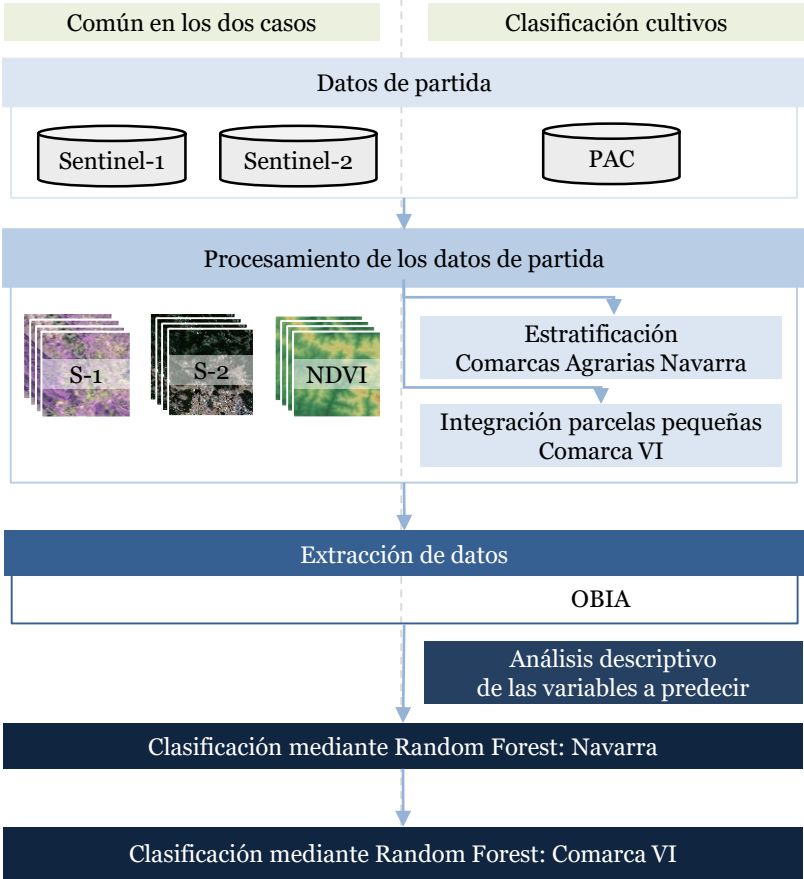 Común en los dos casos
Clasificación cultivos
Datos de partida
Sentinel-1
Sentinel-2
PAC
Procesamiento de los datos de partida
S-1
S-2
NDVI
Estratificación
Comarcas Agrarias Navarra
Integración parcelas pequeñas
Comarca VI
Extracción de datos
OBIA
Análisis descriptivo
de las variables a predecir
Clasificación mediante Random Forest: Navarra
Clasificación mediante Random Forest: Comarca VI